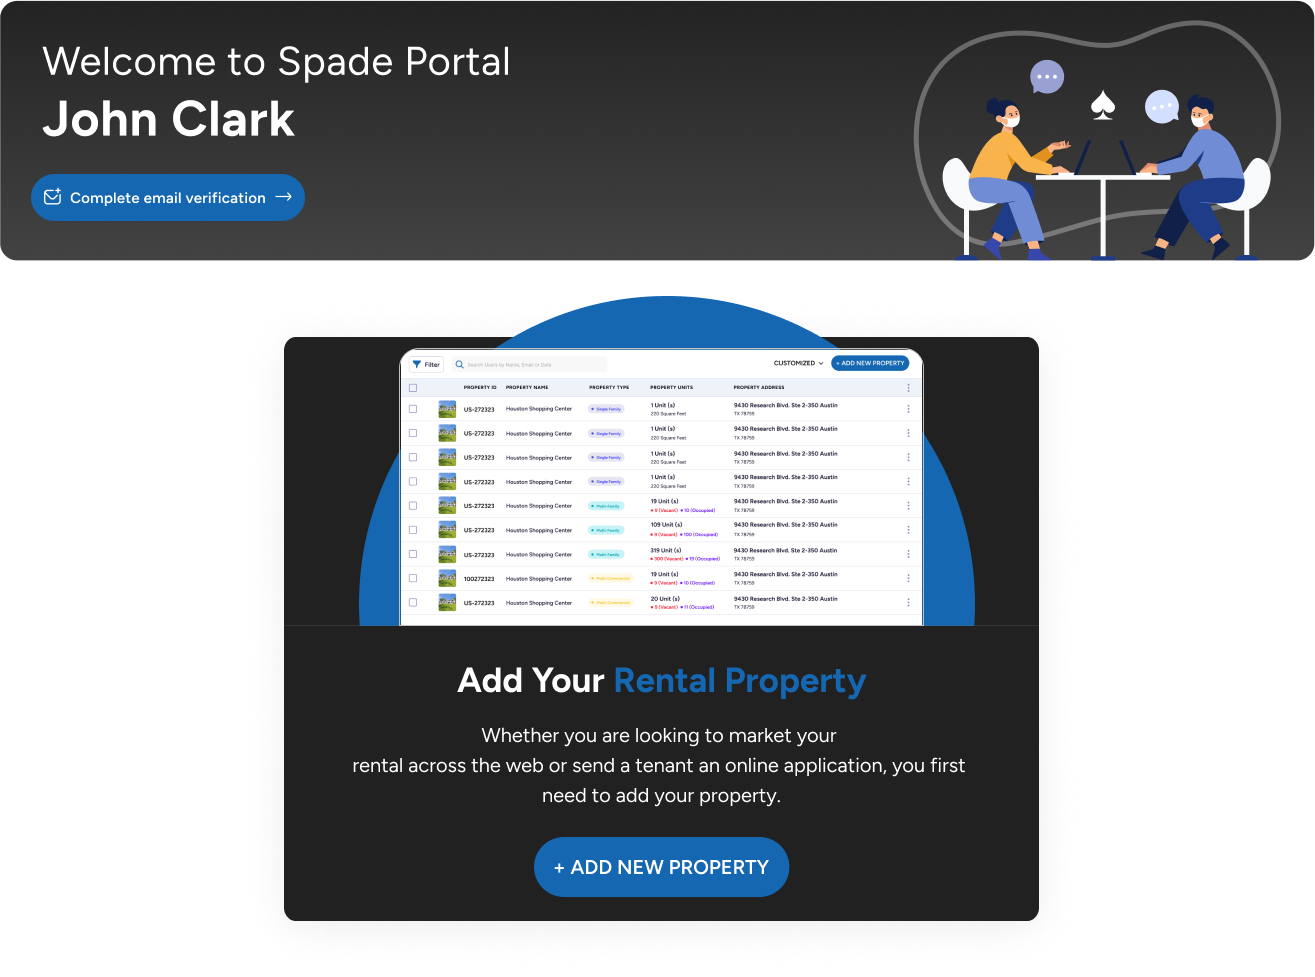 Welcome to Spade Portal
John Clark
Complete email verification
Filter
Search Users by Name, Email or Date
CUSTOMIZED
+ ADD NEW PROPERTY
PROPERTY ID PROPERTY NAME PROPERTY TYPE PROPERTY UNITS PROPERTY ADDRESS
US-272323 Houston Shopping Center Single Family 1 Unit (s) 9430 Research Blvd. Ste 2-350 Austin
220 Square Feet TX 78759
US-272323 Houston Shopping Center Single Family 1 Unit (s) 9430 Research Blvd. Ste 2-350 Austin
220 Square Feet TX 78759
US-272323 Houston Shopping Center Single Family 1 Unit (s) 9430 Research Blvd. Ste 2-350 Austin
220 Square Feet TX 78759
US-272323 Houston Shopping Center Single Family 1 Unit (s) 9430 Research Blvd. Ste 2-350 Austin
220 Square Feet TX 78759
US-272323 Houston Shopping Center Multi-Family 19 Unit (s) 9430 Research Blvd. Ste 2-350 Austin
9 (Vacant) 10 (Occupied) TX 78759
US-272323 Houston Shopping Center Multi-Family 109 Unit (s) 9430 Research Blvd. Ste 2-350 Austin
9 (Vacant) 100 (Occupied) TX 78759
US-272323 Houston Shopping Center Multi-Family 319 Unit (s) 9430 Research Blvd. Ste 2-350 Austin
300 (Vacant) 19 (Occupied) TX 78759
100272323 Houston Shopping Center Multi-Commercial 19 Unit (s) 9430 Research Blvd. Ste 2-350 Austin
9 (Vacant) 10 (Occupied) TX 78759
US-272323 Houston Shopping Center Multi-Commercial 20 Unit (s) 9430 Research Blvd. Ste 2-350 Austin
9 (Vacant) 11 (Occupied) TX 78759
Add Your Rental Property
Whether you are looking to market your
rental across the web or send a tenant an online application, you first
need to add your property.
+ ADD NEW PROPERTY